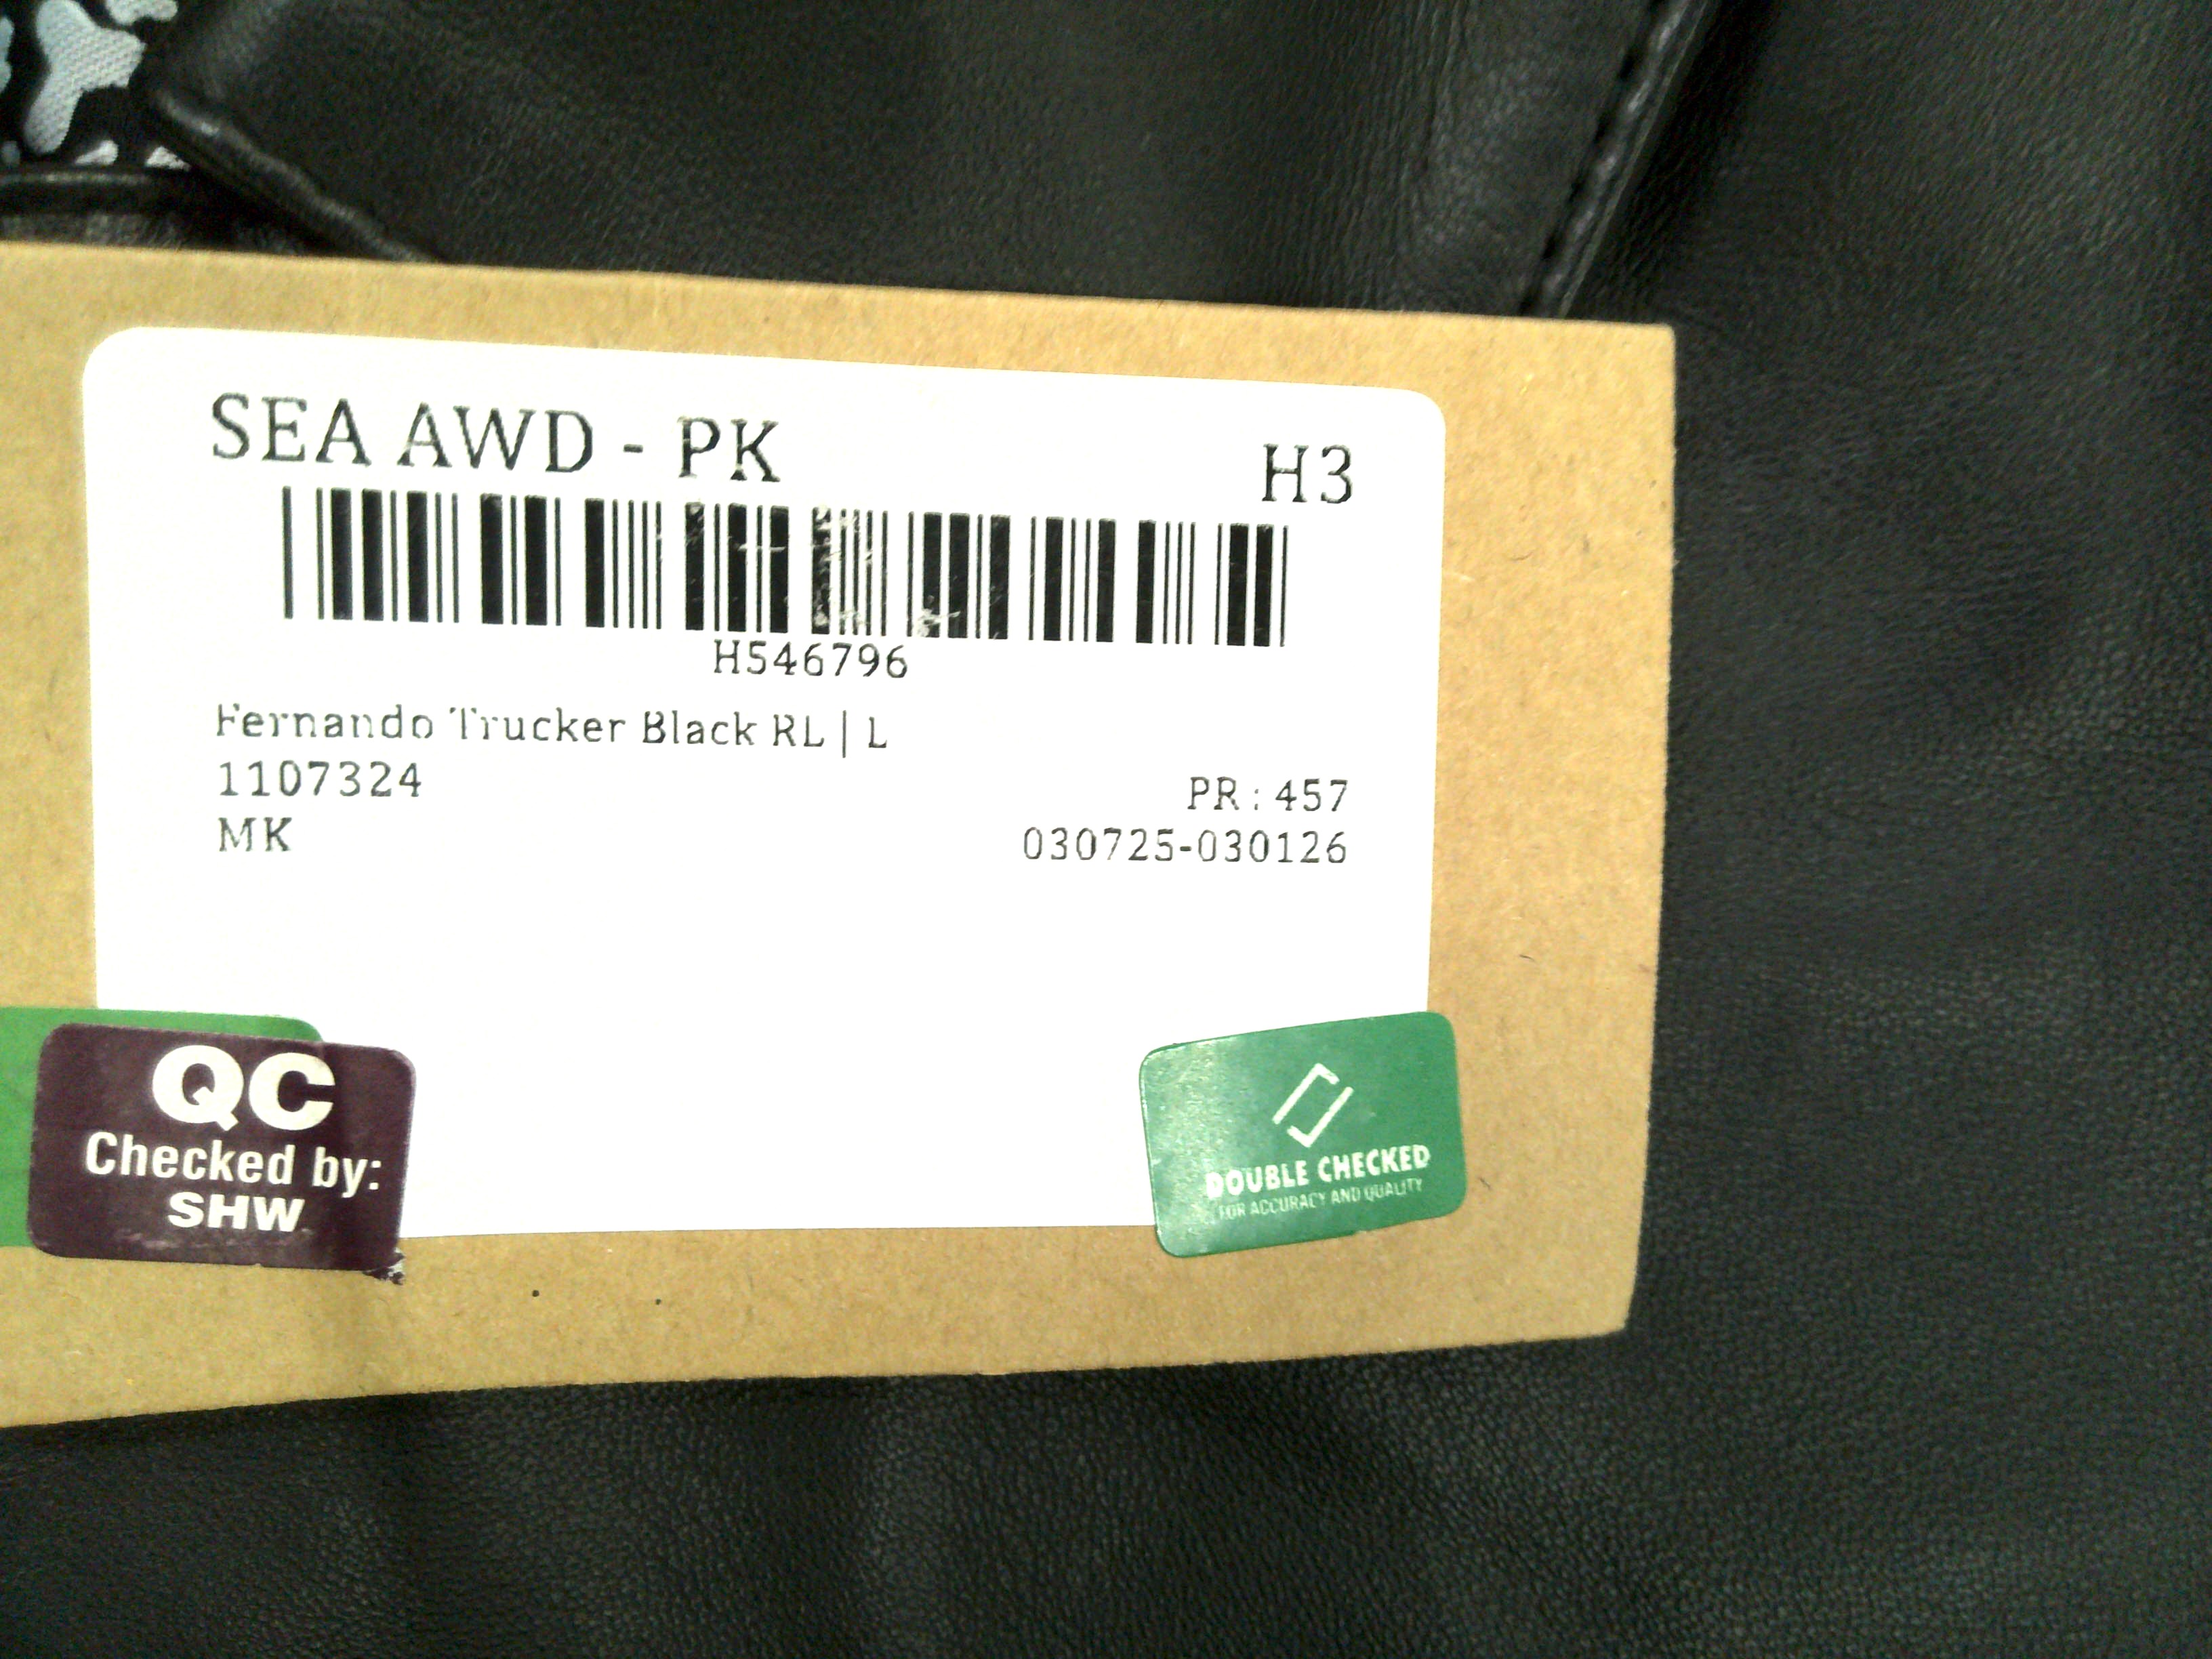 SEA AWD - PK
H3
H546796
Fernando Trucker Black RL | L
1107324
PR : 457
MK
030725-030126
QC
Checked by:
SHW
DOUBLE CHECKED
FOR ACCURACY AND QUALITY